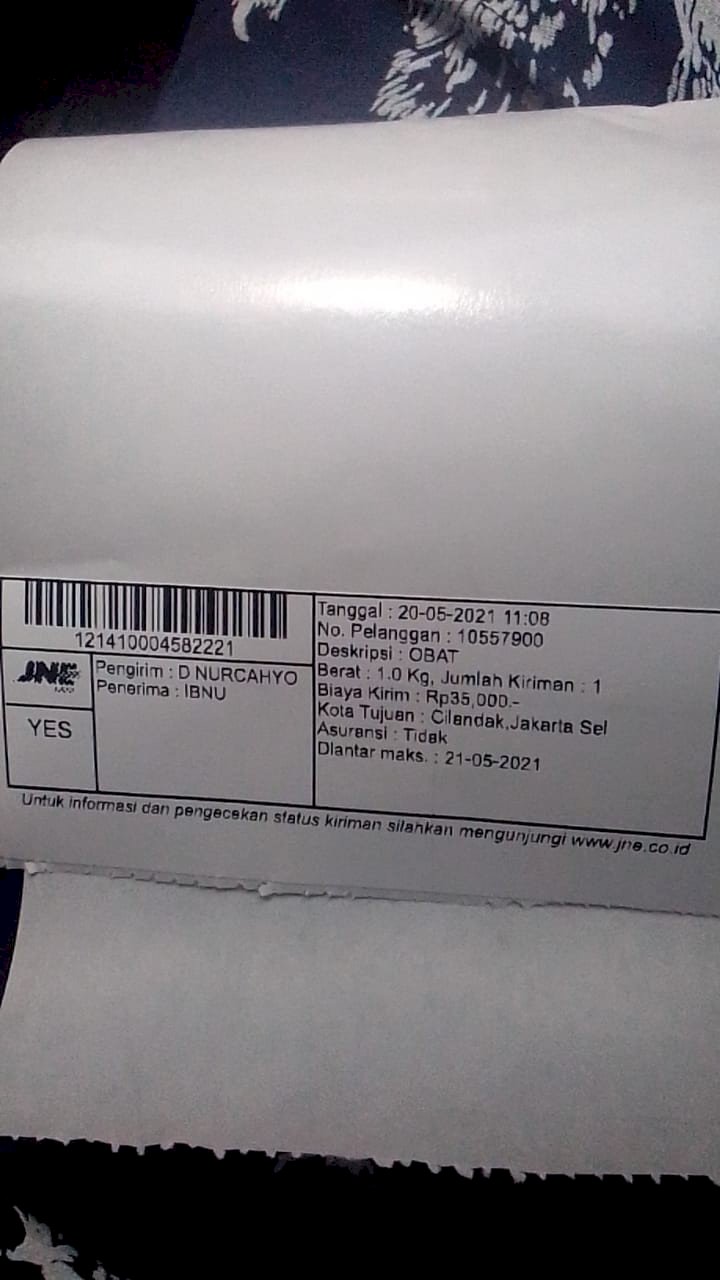 121410004582221
JNE
YES
Pengirim : D NURCAHYO
Penerima : IBNU
Tanggal : 20-05-2021 11:08
No. Pelanggan : 10557900
Deskripsi : OBAT
Berat : 1.0 Kg, Jumlah Kiriman : 1
Biaya Kirim : Rp35,000.-
Kota Tujuan : Cilandak,Jakarta Sel
Asuransi : Tidak
Diantar maks. : 21-05-2021
Untuk informasi dan pengecekan status kiriman silahkan mengunjungi www.jne.co.id